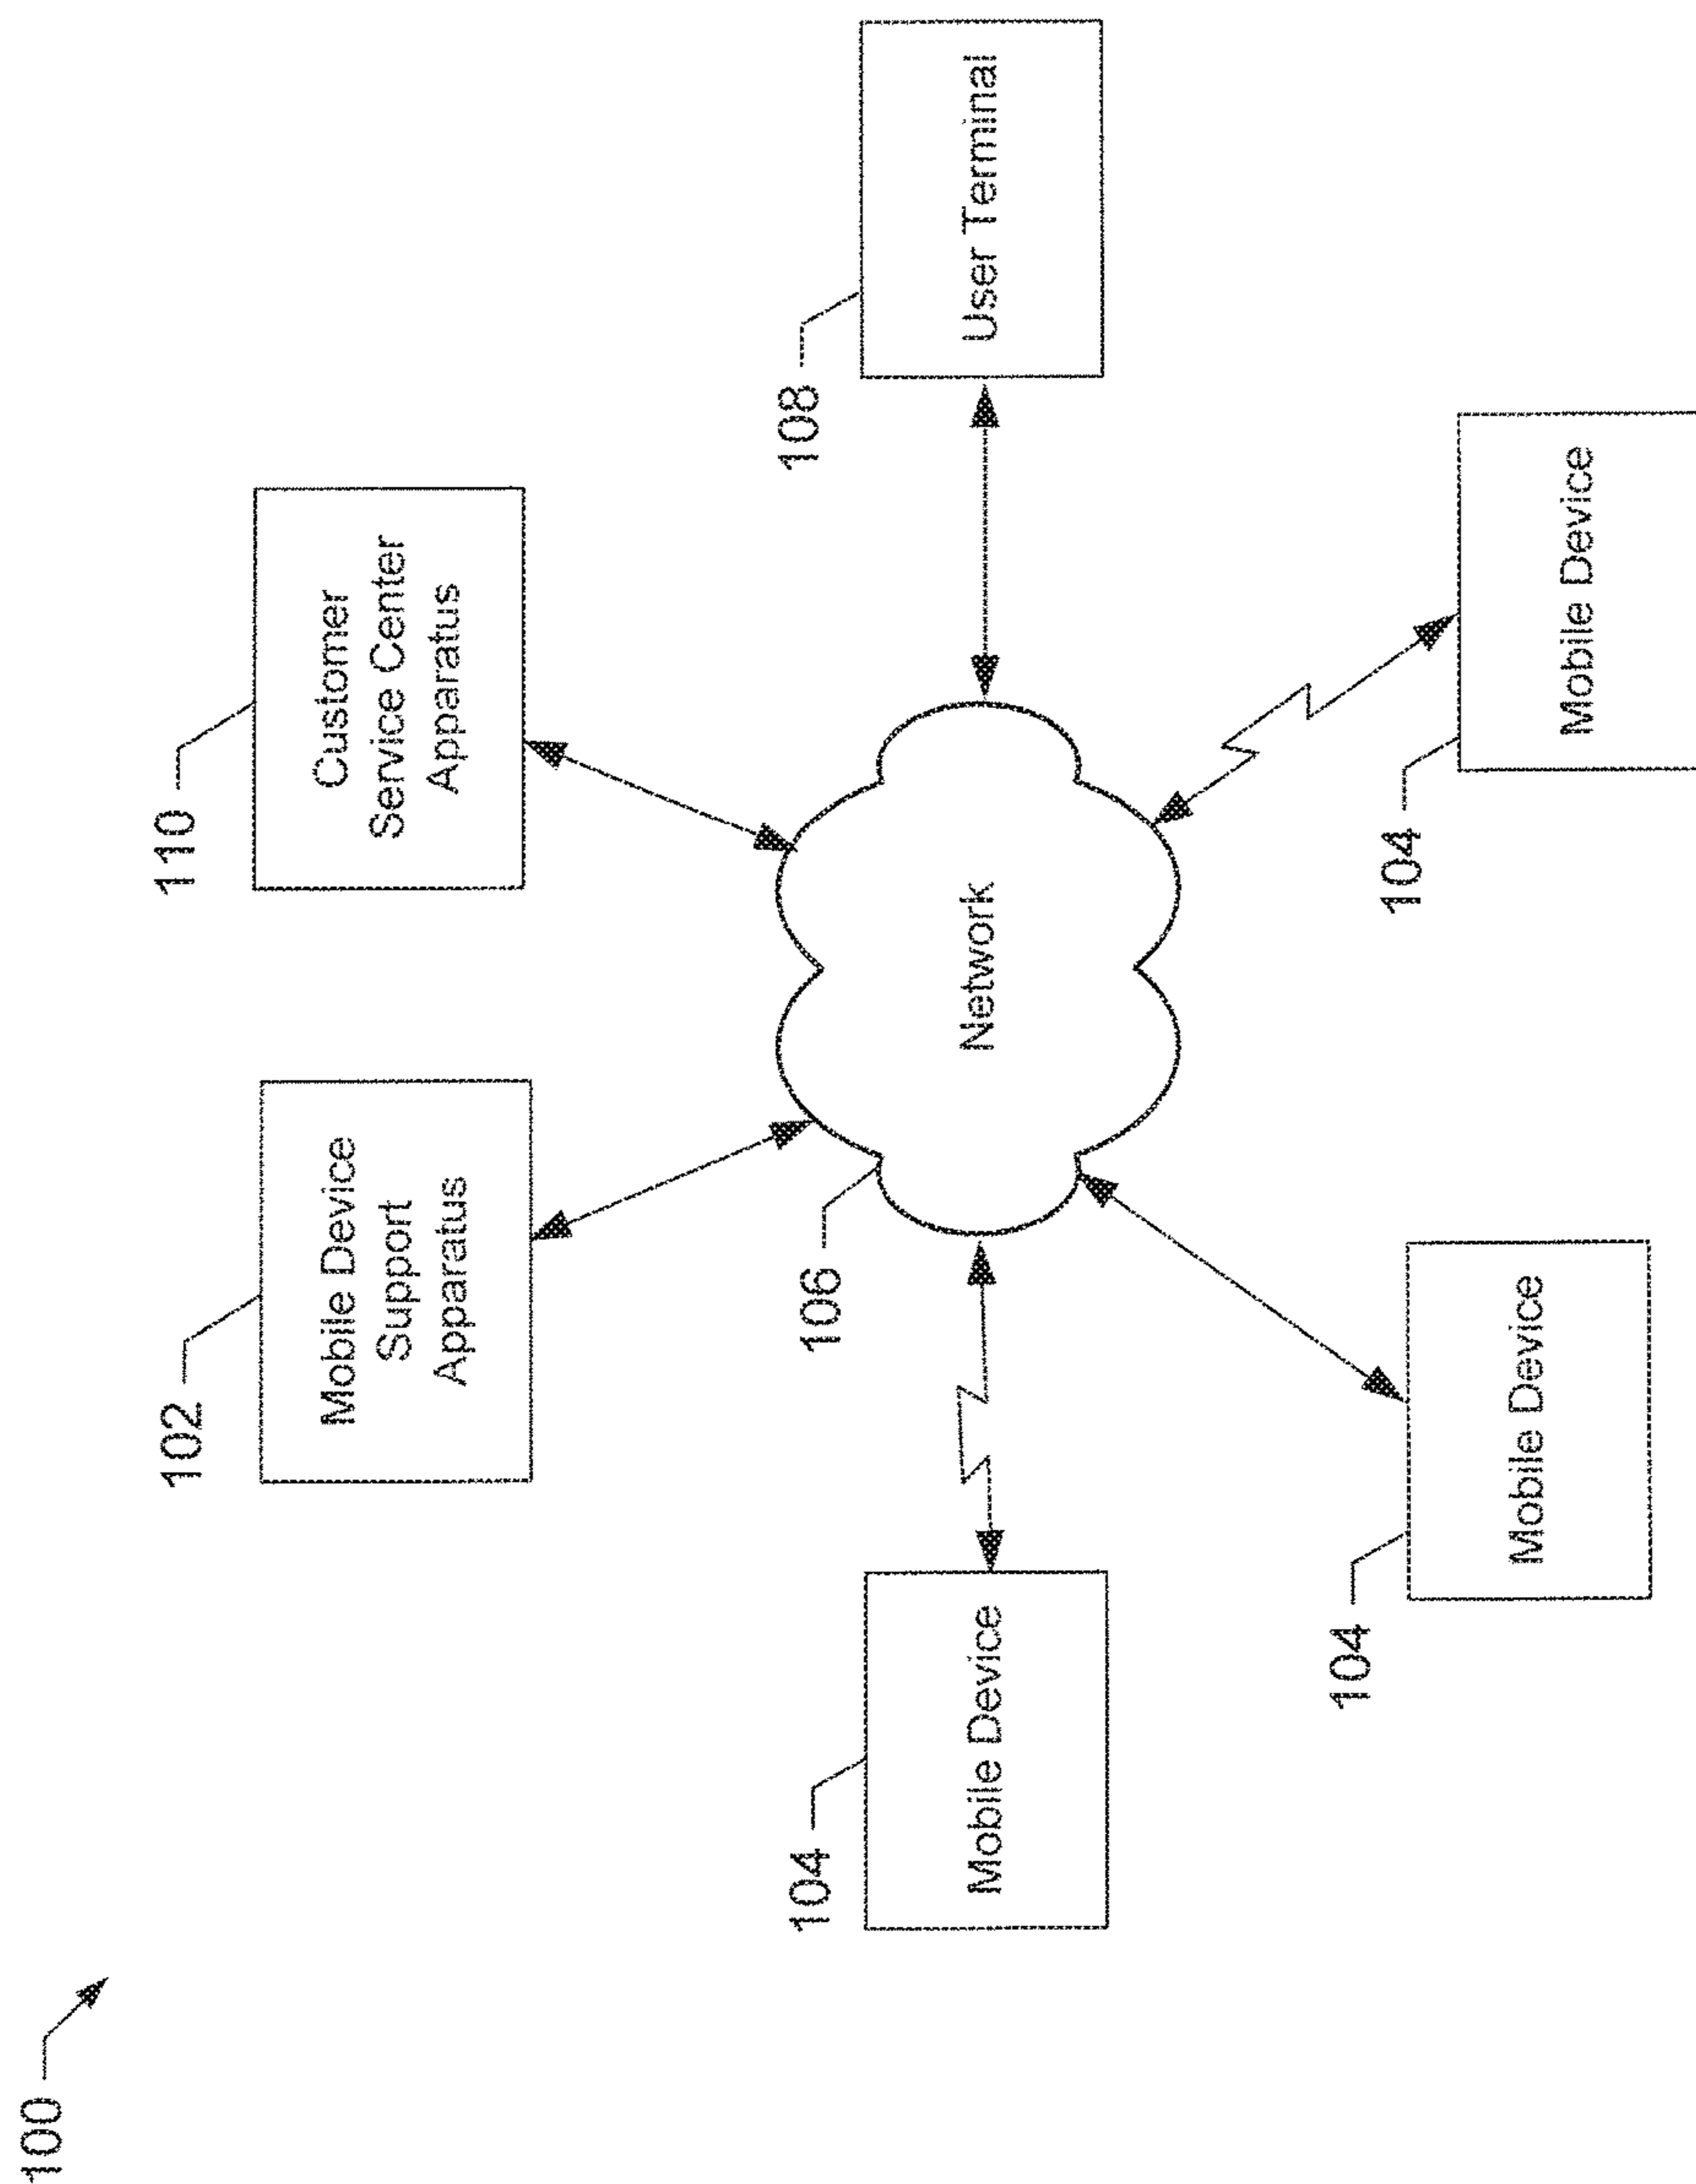 100
102
Mobile Device
Support
Apparatus
110
Customer
Service Center
Apparatus
106
Network
104
Mobile Device
108
User Terminal
104
Mobile Device
104
Mobile Device